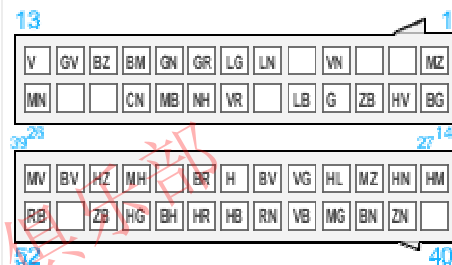 13 1
V GV BZ BM GN GR LG LN VN MZ
MN CN MB NH VR LB G ZB HV BG
28 14
39 27
MV BV HZ MH BR H BV VG HL MZ HN HM
RB ZB HG BH HR HB RN VB MG BN ZN
52 40
俱乐部